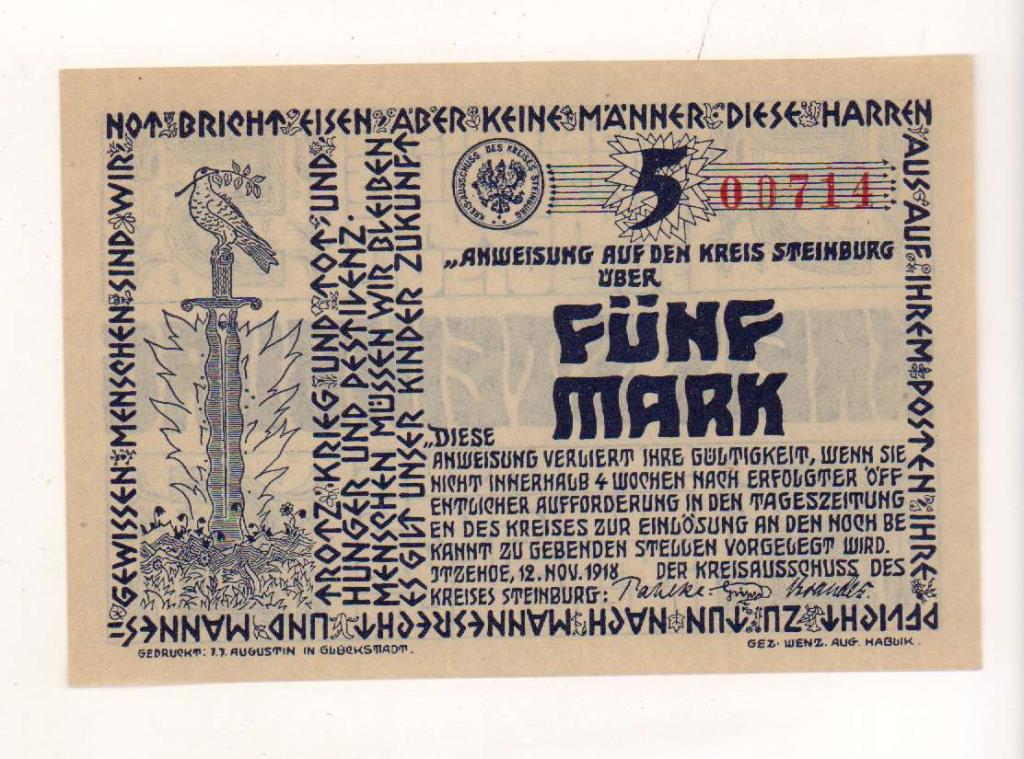 NOT BRICHT EISEN ABER KEINE MÄNNER DIESE HARREN
AUS AUF IHREM POSTEN IHRE
PFLICHT ZU TUN NACH MANNESRECHT UND MANNES=
GEWISSEN MENSCHEN SIND WIR
TROTZ KRIEG UND TOT UND
HUNGER UND PESTILENZ.
MENSCHEN MÜSSEN WIR BLEIBEN
ES GILT UNSER KINDER ZUKUNFT
KREIS-AUSSCHUSS DES KREISES STEINBURG
5
00714
„ANWEISUNG AUF DEN KREIS STEINBURG
ÜBER
FÜNF
MARK
„DIESE
ANWEISUNG VERLIERT IHRE GÜLTIGKEIT, WENN SIE
NICHT INNERHALB 4 WOCHEN NACH ERFOLGTER ÖFF
ENTLICHER AUFFORDERUNG IN DEN TAGESZEITUNG
EN DES KREISES ZUR EINLÖSUNG AN DEN NOCH BE
KANNT ZU GEBENDEN STELLEN VORGELEGT WIRD.
ITZEHOE, 12. NOV. 1918 DER KREISAUSSCHUSS DES
KREISES STEINBURG:
GEDRUCKT: J.J. AUGUSTIN IN GLÜCKSTADT.
GEZ. WENZ. AUG. HABLIK.